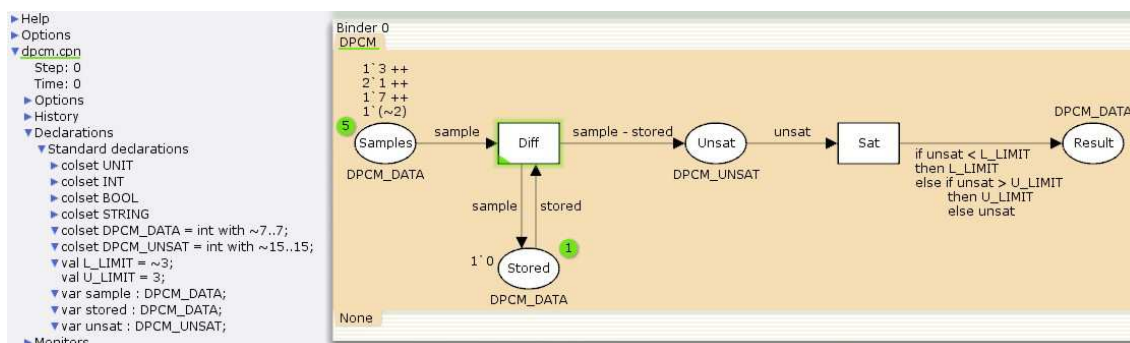 Help
Options
dpcm.cpn
Step: 0
Time: 0
Options
History
Declarations
Standard declarations
colset UNIT
colset INT
colset BOOL
colset STRING
colset DPCM_DATA = int with ~7..7;
colset DPCM_UNSAT = int with ~15..15;
val L_LIMIT = ~3;
val U_LIMIT = 3;
var sample : DPCM_DATA;
var stored : DPCM_DATA;
var unsat : DPCM_UNSAT;
Monitors
Binder 0
DPCM
1`3 ++
2`1 ++
1`7 ++
1`(~2)
5
Samples
DPCM_DATA
sample
Diff
sample - stored
Unsat
DPCM_UNSAT
unsat
Sat
DPCM_DATA
Result
if unsat < L_LIMIT
then L_LIMIT
else if unsat > U_LIMIT
then U_LIMIT
else unsat
sample
stored
1`0
Stored
1
DPCM_DATA
None